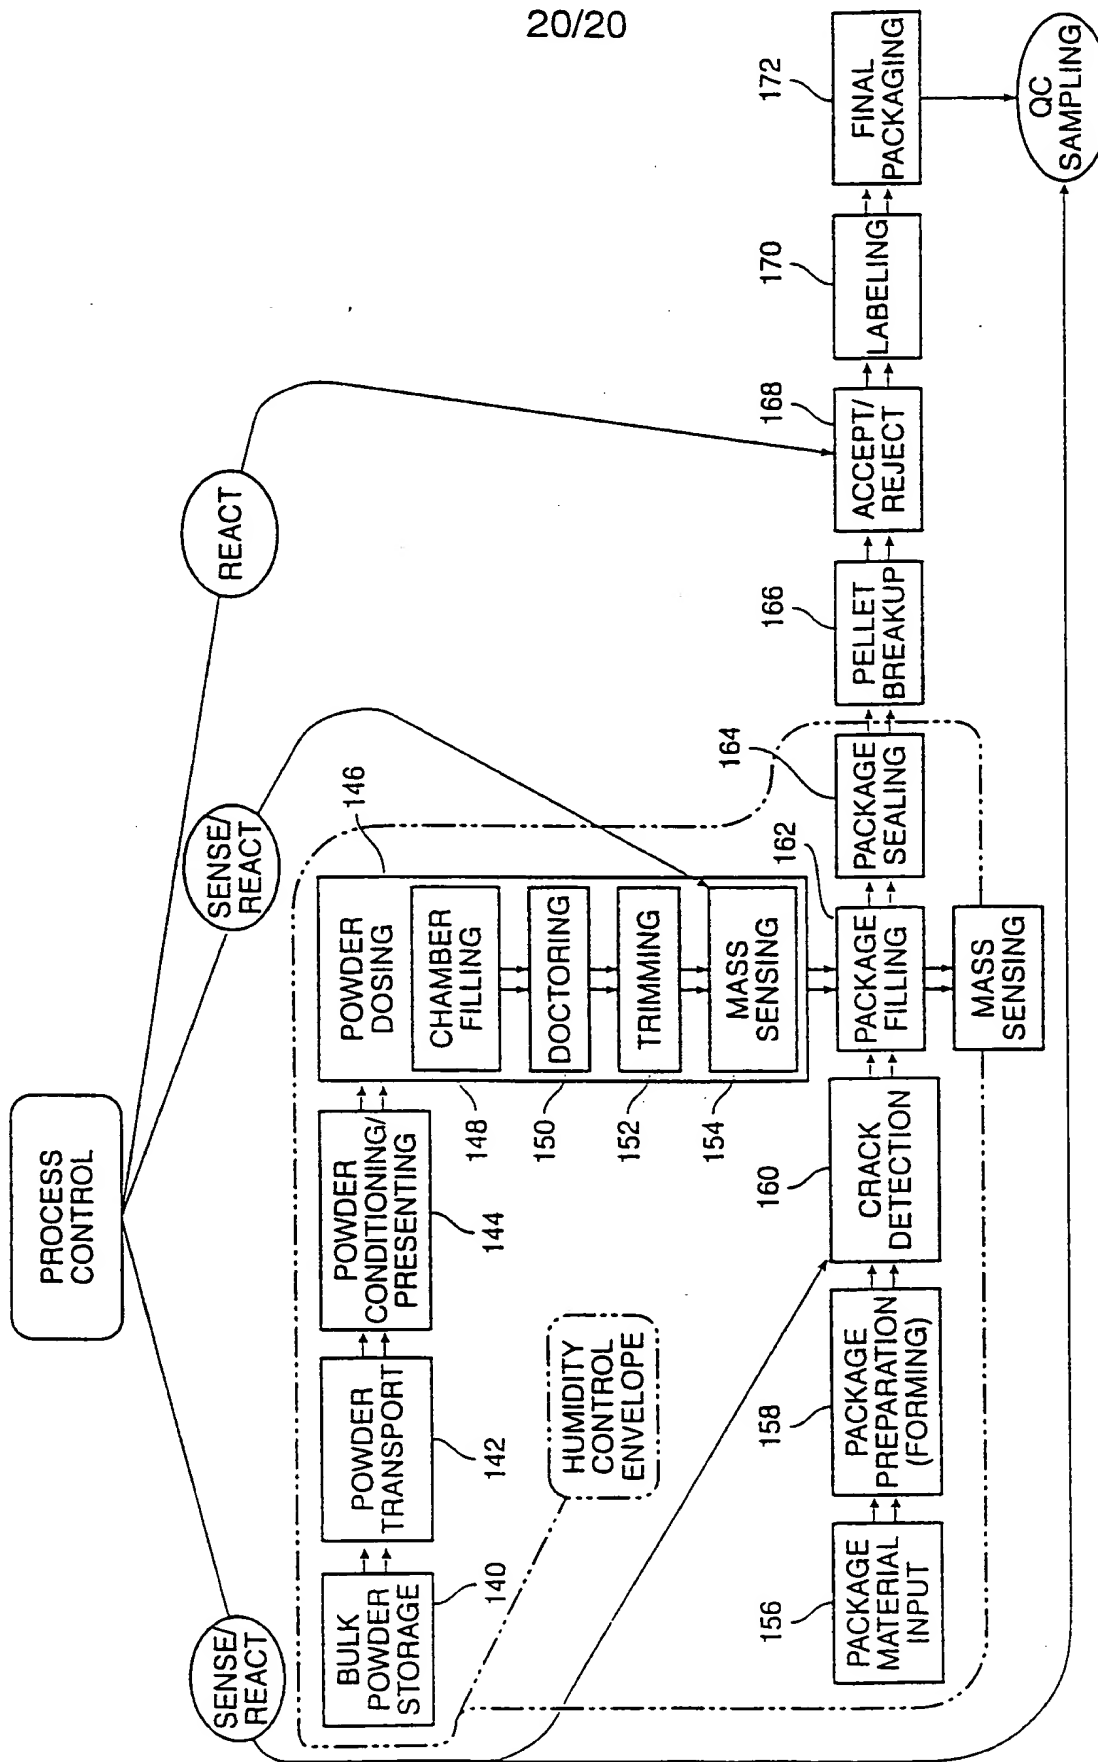 20/20
PROCESS
CONTROL
SENSE/
REACT
SENSE/
REACT
REACT
BULK
POWDER
STORAGE
140
POWDER
TRANSPORT
142
POWDER
CONDITIONING/
PRESENTING
144
POWDER
DOSING
146
CHAMBER
FILLING
148
DOCTORING
150
TRIMMING
152
MASS
SENSING
154
HUMIDITY
CONTROL
ENVELOPE
PACKAGE
MATERIAL
INPUT
156
PACKAGE
PREPARATION
(FORMING)
158
CRACK
DETECTION
160
PACKAGE
FILLING
162
MASS
SENSING
PACKAGE
SEALING
164
PELLET
BREAKUP
166
ACCEPT/
REJECT
168
LABELING
170
FINAL
PACKAGING
172
QC
SAMPLING